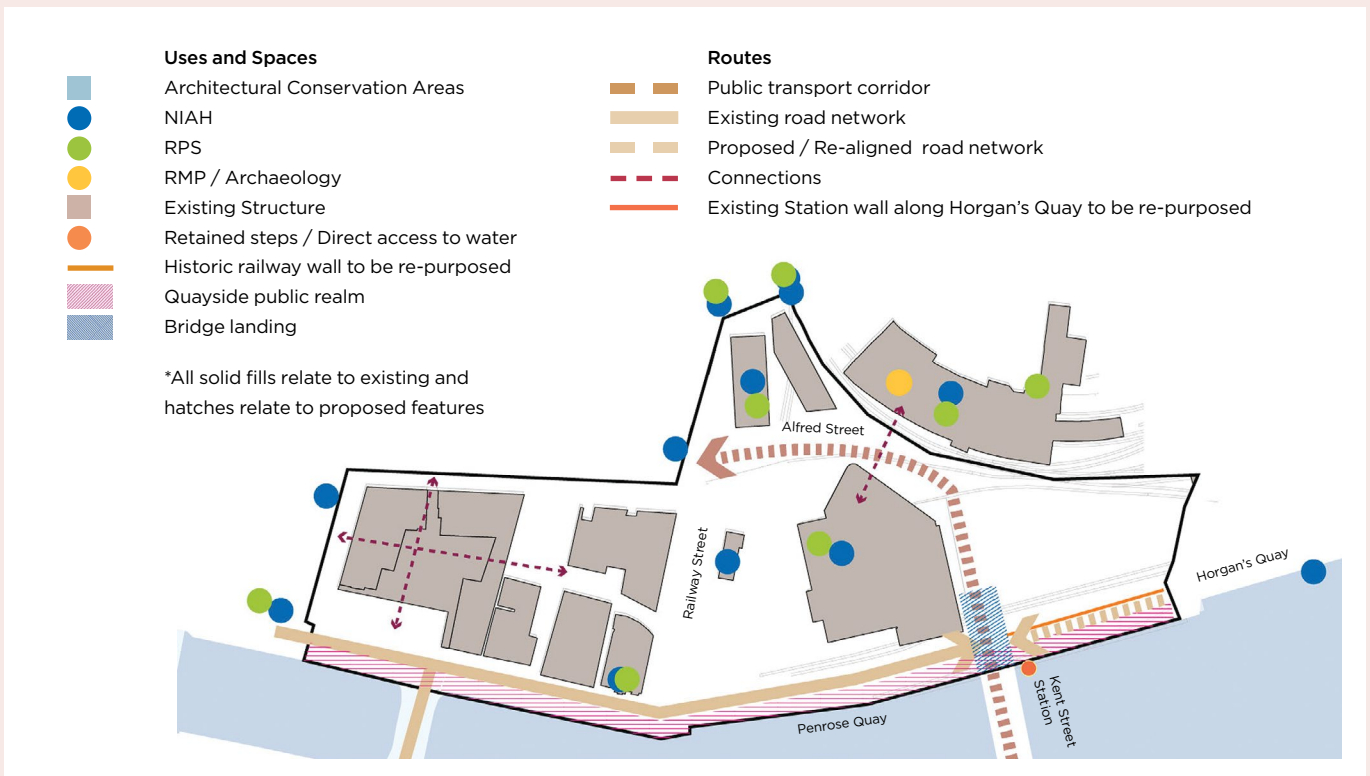 Uses and Spaces
Architectural Conservation Areas
NIAH
RPS
RMP / Archaeology
Existing Structure
Retained steps / Direct access to water
Historic railway wall to be re-purposed
Quayside public realm
Bridge landing
*All solid fills relate to existing and
hatches relate to proposed features
Routes
Public transport corridor
Existing road network
Proposed / Re-aligned road network
Connections
Existing Station wall along Horgan's Quay to be re-purposed
Alfred Street
Railway Street
Horgan's Quay
Penrose Quay
Kent Street
Station